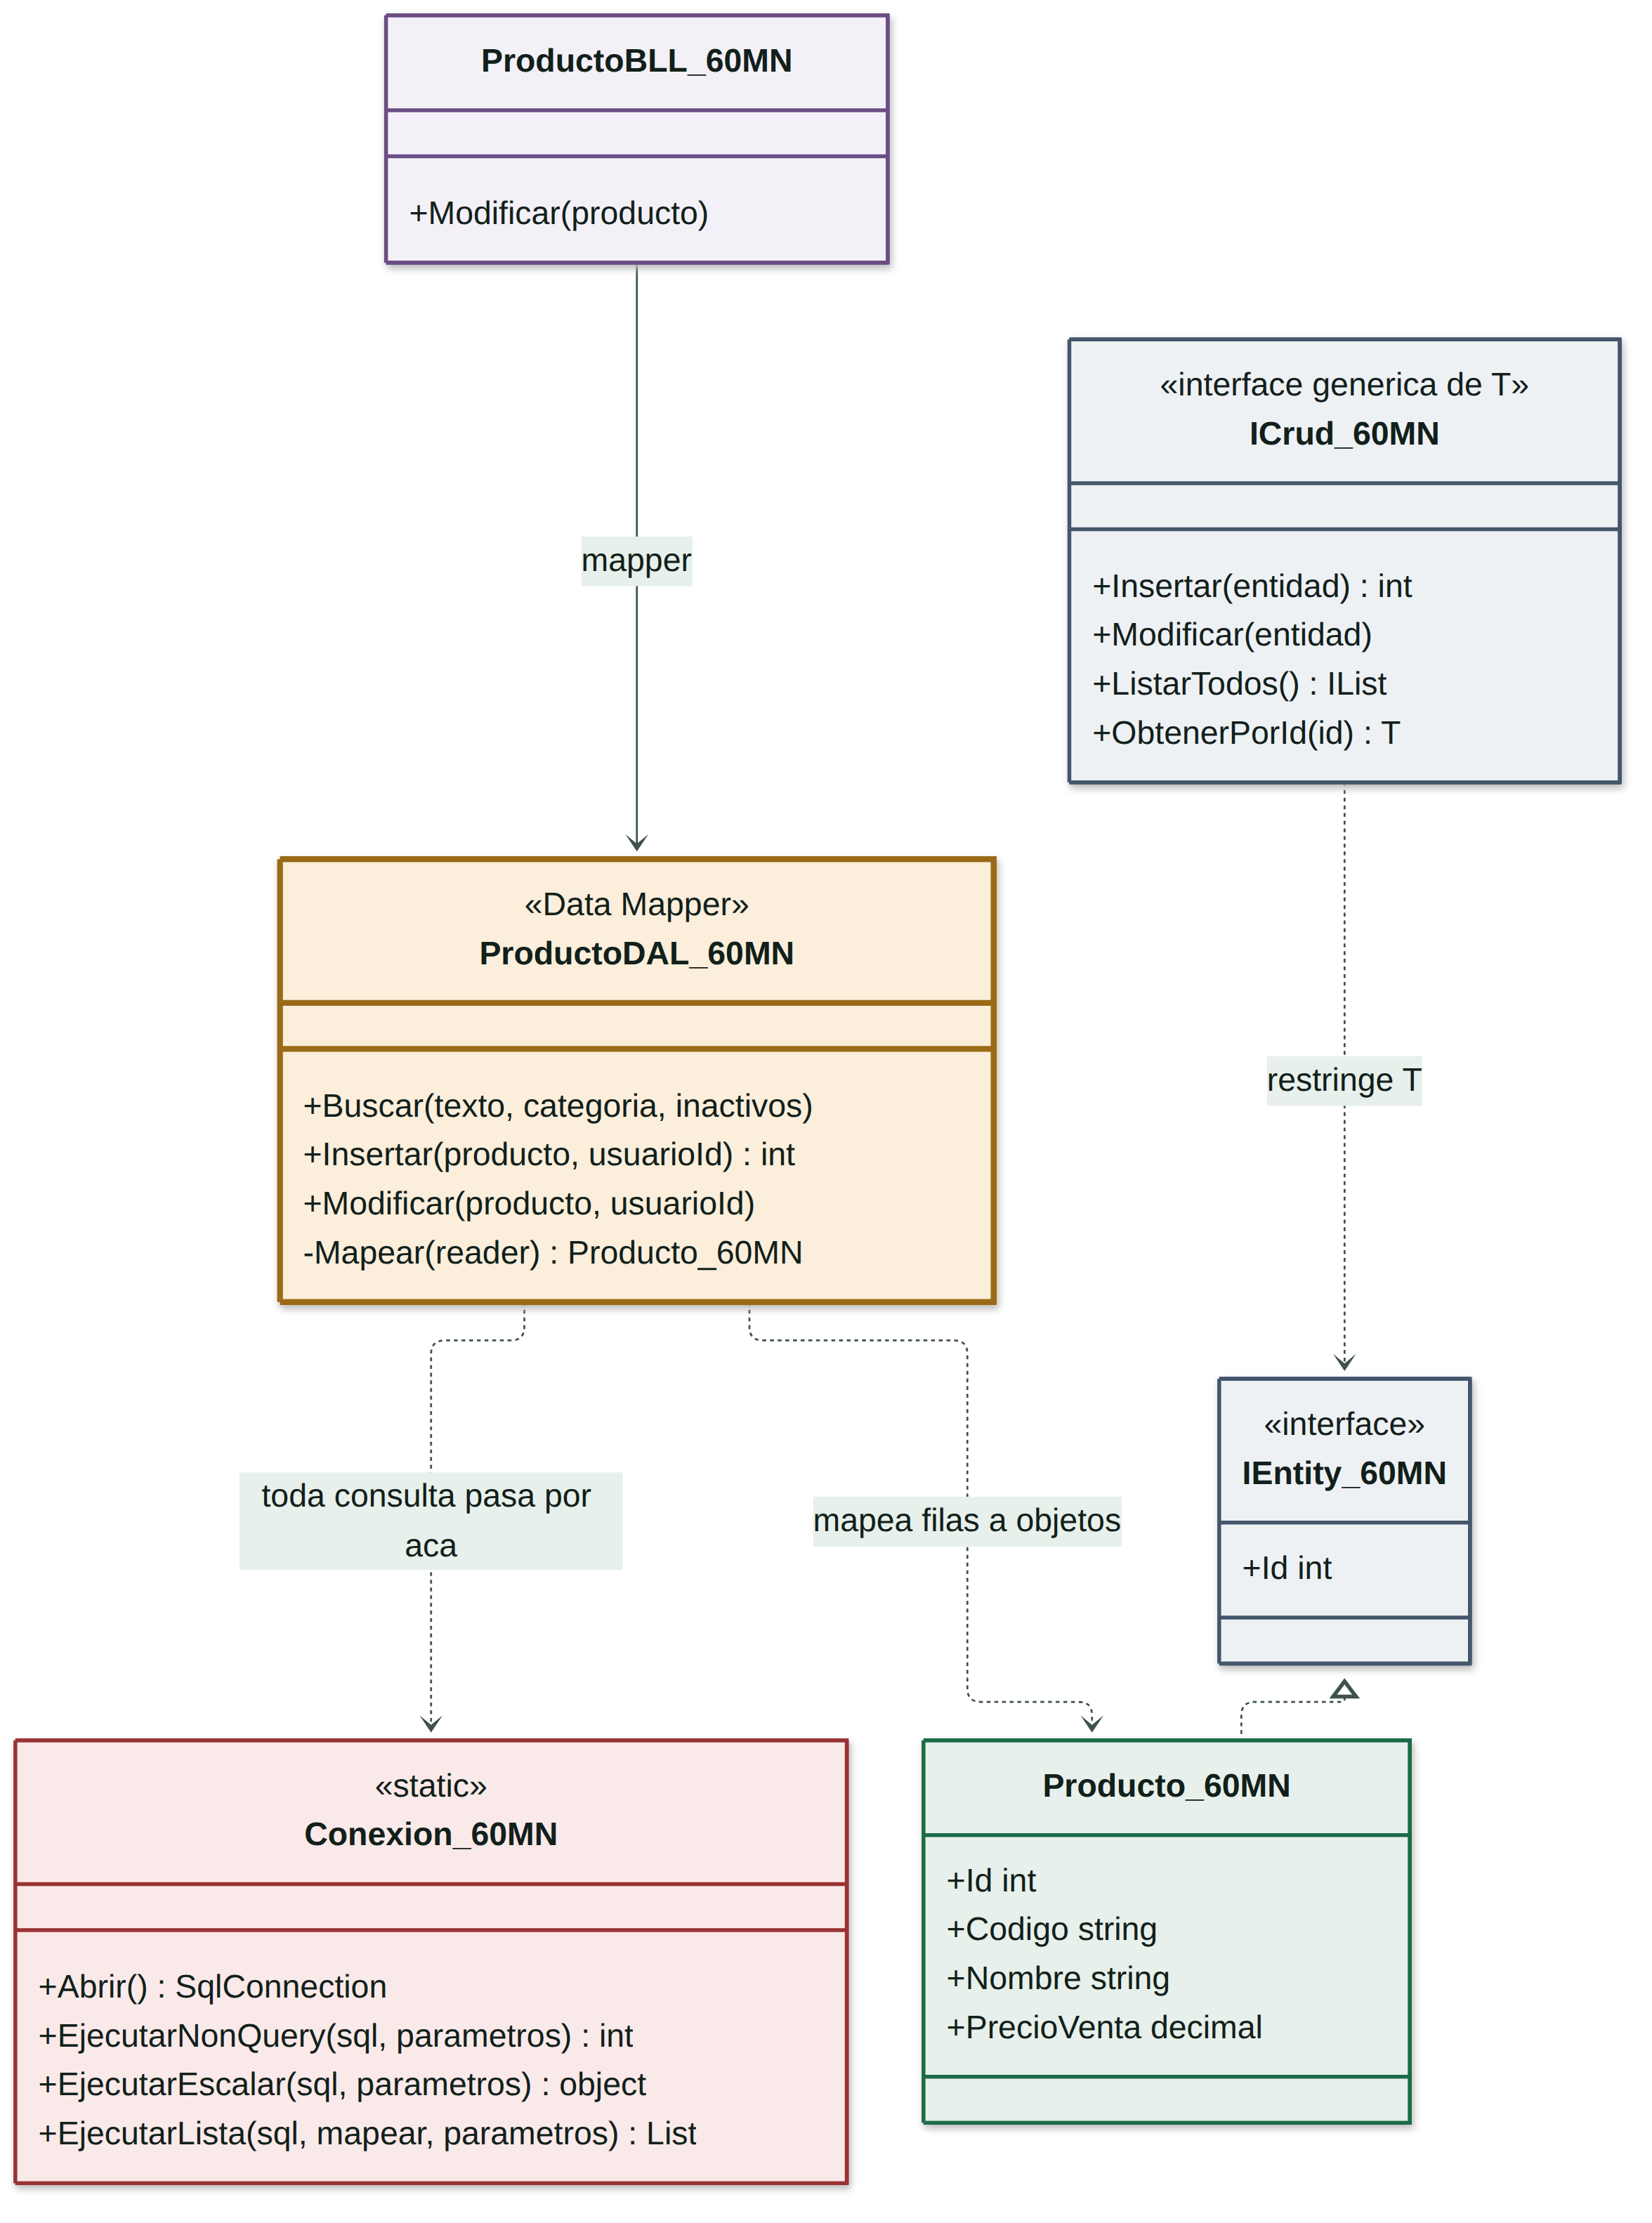 ProductoBLL_60MN
+Modificar(producto)
«interface generica de T»
ICrud_60MN
+Insertar(entidad) : int
+Modificar(entidad)
+ListarTodos() : IList
+ObtenerPorId(id) : T
mapper
«Data Mapper»
ProductoDAL_60MN
+Buscar(texto, categoria, inactivos)
+Insertar(producto, usuarioId) : int
+Modificar(producto, usuarioId)
-Mapear(reader) : Producto_60MN
restringe T
«interface»
IEntity_60MN
+Id int
toda consulta pasa por
aca
mapea filas a objetos
«static»
Conexion_60MN
+Abrir() : SqlConnection
+EjecutarNonQuery(sql, parametros) : int
+EjecutarEscalar(sql, parametros) : object
+EjecutarLista(sql, mapear, parametros) : List
Producto_60MN
+Id int
+Codigo string
+Nombre string
+PrecioVenta decimal